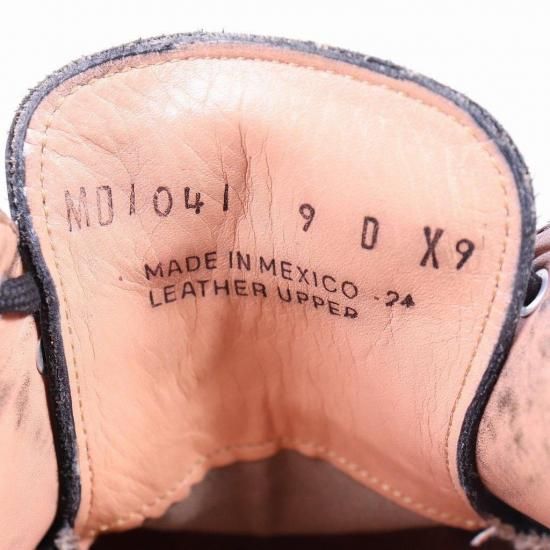 MD1041 9 D X9
MADE IN MEXICO -24
LEATHER UPPER